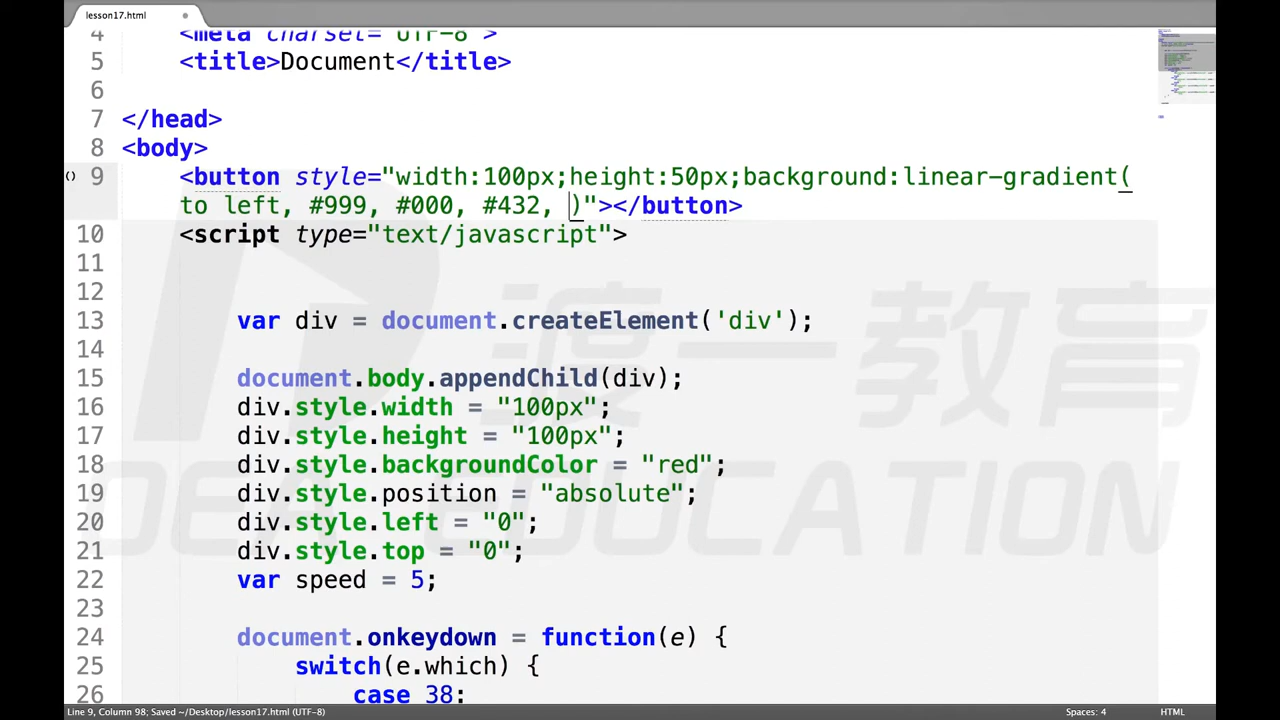 lesson17.html
4 <meta charset="UTF-8">
5 <title>Document</title>
6
7 </head>
8 <body>
9 <button style="width:100px;height:50px;background:linear-gradient(
to left, #999, #000, #432, )"></button>
10 <script type="text/javascript">
11
12
13 var div = document.createElement('div');
14
15 document.body.appendChild(div);
16 div.style.width = "100px";
17 div.style.height = "100px";
18 div.style.backgroundColor = "red";
19 div.style.position = "absolute";
20 div.style.left = "0";
21 div.style.top = "0";
22 var speed = 5;
23
24 document.onkeydown = function(e) {
25 switch(e.which) {
26 case 38:
渡一教育
EDUCATION
Line 9, Column 98; Saved ~/Desktop/lesson17.html (UTF-8)
Spaces: 4
HTML